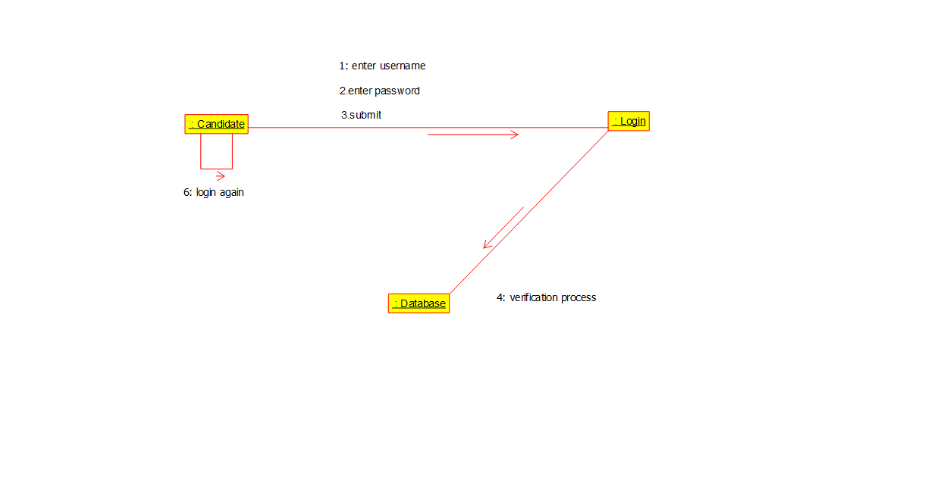 1: enter username
2.enter password
3.submit
: Candidate
: Login
6: login again
: Database
4: verification process